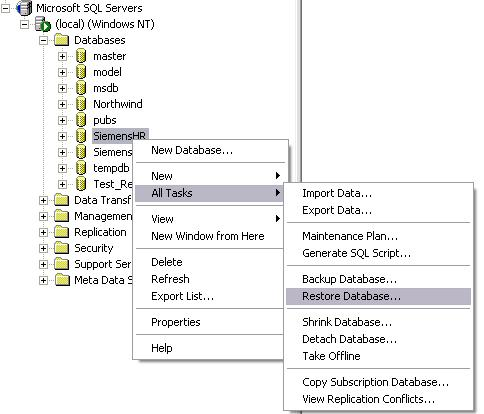 Microsoft SQL Servers
(local) (Windows NT)
Databases
master
model
msdb
Northwind
pubs
SiemensHR
Siemens
tempdb
Test_Re
Data Transf
Managemen
Replication
Security
Support Ser
Meta Data S
New Database...
New
All Tasks
View
New Window from Here
Delete
Refresh
Export List...
Properties
Help
Import Data...
Export Data...
Maintenance Plan...
Generate SQL Script...
Backup Database...
Restore Database...
Shrink Database...
Detach Database...
Take Offline
Copy Subscription Database...
View Replication Conflicts...